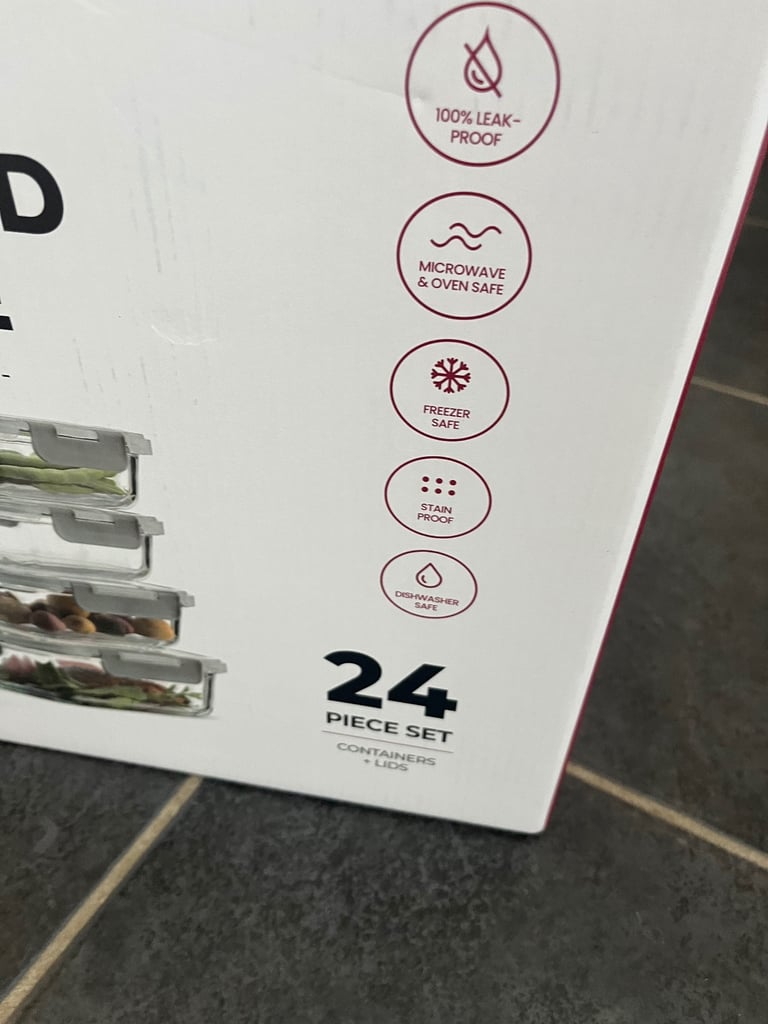 D
100% LEAK-
PROOF
MICROWAVE
& OVEN SAFE
FREEZER
SAFE
STAIN
PROOF
DISHWASHER
SAFE
24
PIECE SET
CONTAINERS
+ LIDS